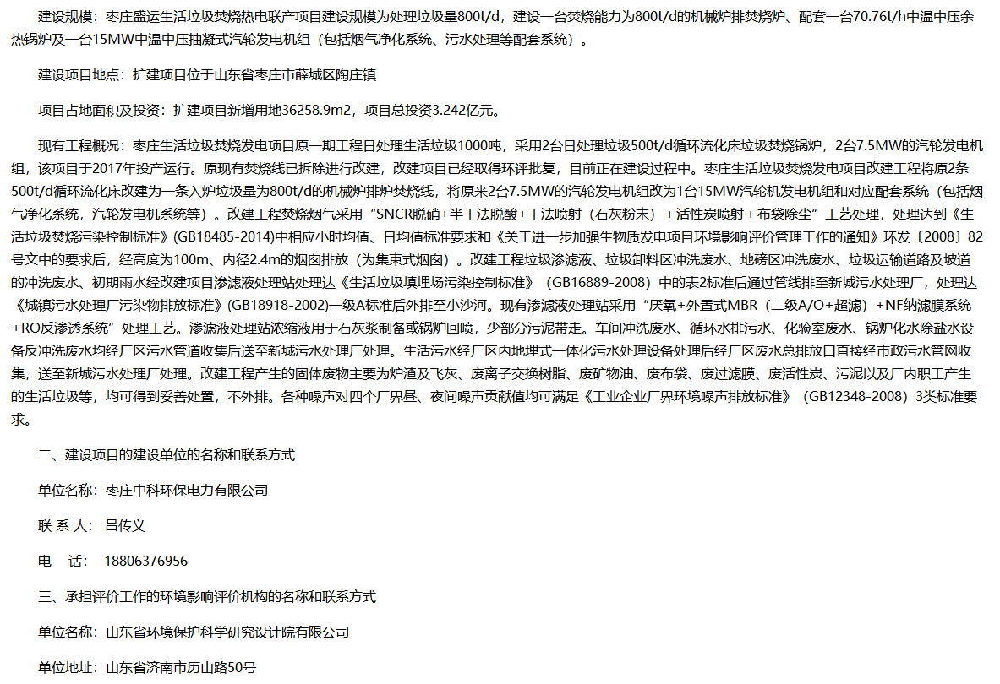 建设规模：枣庄盛运生活垃圾焚烧热电联产项目建设规模为处理垃圾量800t/d，建设一台焚烧能力为800t/d的机械炉排焚烧炉、配套一台70.76t/h中温中压余
热锅炉及一台15MW中温中压抽凝式汽轮发电机组（包括烟气净化系统、污水处理等配套系统）。
建设项目地点：扩建项目位于山东省枣庄市薛城区陶庄镇
项目占地面积及投资：扩建项目新增用地36258.9m2，项目总投资3.242亿元。
现有工程概况：枣庄生活垃圾焚烧发电项目原一期工程日处理生活垃圾1000吨，采用2台日处理垃圾500t/d循环流化床垃圾焚烧锅炉，2台7.5MW的汽轮发电机
组，该项目于2017年投产运行。原现有焚烧线已拆除进行改建，改建项目已经取得环评批复，目前正在建设过程中。枣庄生活垃圾焚烧发电项目改建工程将原2条
500t/d循环流化床改建为一条入炉垃圾量为800t/d的机械炉排炉焚烧线，将原来2台7.5MW的汽轮发电机组改为1台15MW汽轮机发电机组和对应配套系统（包括烟
气净化系统，汽轮发电机系统等）。改建工程焚烧烟气采用“SNCR脱硝+半干法脱酸+干法喷射（石灰粉末）＋活性炭喷射＋布袋除尘”工艺处理，处理达到《生
活垃圾焚烧污染控制标准》(GB18485-2014)中相应小时均值、日均值标准要求和《关于进一步加强生物质发电项目环境影响评价管理工作的通知》环发〔2008〕82
号文中的要求后，经高度为100m、内径2.4m的烟囱排放（为集束式烟囱）。改建工程垃圾渗滤液、垃圾卸料区冲洗废水、地磅区冲洗废水、垃圾运输道路及坡道
的冲洗废水、初期雨水经改建项目渗滤液处理站处理达《生活垃圾填埋场污染控制标准》（GB16889-2008）中的表2标准后通过管线排至新城污水处理厂，处理达
《城镇污水处理厂污染物排放标准》(GB18918-2002)一级A标准后外排至小沙河。现有渗滤液处理站采用“厌氧+外置式MBR（二级A/O+超滤）+NF纳滤膜系统
+RO反渗透系统”处理工艺。渗滤液处理站浓缩液用于石灰浆制备或锅炉回喷，少部分污泥带走。车间冲洗废水、循环水排污水、化验室废水、锅炉化水除盐水设
备反冲洗废水均经厂区污水管道收集后送至新城污水处理厂处理。生活污水经厂区内地埋式一体化污水处理设备处理后经厂区废水总排放口直接经市政污水管网收
集，送至新城污水处理厂处理。改建工程产生的固体废物主要为炉渣及飞灰、废离子交换树脂、废矿物油、废布袋、废过滤膜、废活性炭、污泥以及厂内职工产生
的生活垃圾等，均可得到妥善处置，不外排。各种噪声对四个厂界昼、夜间噪声贡献值均可满足《工业企业厂界环境噪声排放标准》（GB12348-2008）3类标准要
求。
二、建设项目的建设单位的名称和联系方式
单位名称：枣庄中科环保电力有限公司
联 系 人： 吕传义
电    话：  18806376956
三、承担评价工作的环境影响评价机构的名称和联系方式
单位名称：山东省环境保护科学研究设计院有限公司
单位地址：山东省济南市历山路50号